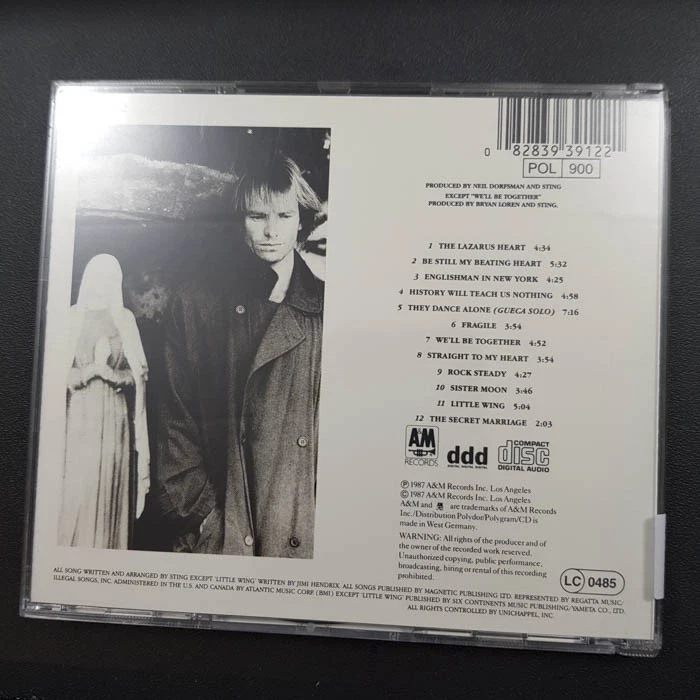 0 82839 39122
POL 900
PRODUCED BY NEIL DORFSMAN AND STING
EXCEPT "WE'LL BE TOGETHER"
PRODUCED BY BRYAN LOREN AND STING.
1 THE LAZARUS HEART 4:34
2 BE STILL MY BEATING HEART 5:32
3 ENGLISHMAN IN NEW YORK 4:25
4 HISTORY WILL TEACH US NOTHING 4:58
5 THEY DANCE ALONE (GUECA SOLO) 7:16
6 FRAGILE 3:54
7 WE'LL BE TOGETHER 4:52
8 STRAIGHT TO MY HEART 3:54
9 ROCK STEADY 4:27
10 SISTER MOON 3:46
11 LITTLE WING 5:04
12 THE SECRET MARRIAGE 2:03
A&M RECORDS
ddd
DIGITAL DIGITAL DIGITAL
COMPACT
disc
DIGITAL AUDIO
℗ 1987 A&M Records Inc. Los Angeles
© 1987 A&M Records Inc. Los Angeles
A&M and are trademarks of A&M Records
Inc./Distribution Polydor/Polygram/CD is
made in West Germany.
WARNING: All rights of the producer and of
the owner of the recorded work reserved.
Unauthorized copying, public performance,
broadcasting, hiring or rental of this recording
prohibited.
LC 0485
ALL SONG WRITTEN AND ARRANGED BY STING EXCEPT 'LITTLE WING' WRITTEN BY JIMI HENDRIX. ALL SONGS PUBLISHED BY MAGNETIC PUBLISHING LTD. REPRESENTED BY REGATTA MUSIC/
ILLEGAL SONGS, INC. ADMINISTERED IN THE U.S. AND CANADA BY ATLANTIC MUSIC CORP. (BMI) EXCEPT 'LITTLE WING' PUBLISHED BY SIX CONTINENTS MUSIC PUBLISHING/YAMETA CO., LTD.
ALL RIGHTS CONTROLLED BY UNICHAPPEL, INC.